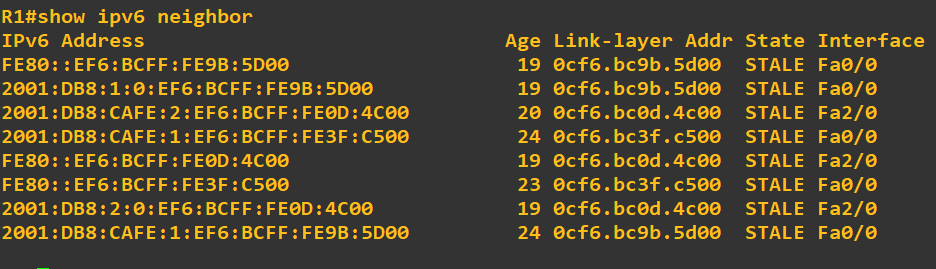 R1#show ipv6 neighbor
IPv6 Address                              Age Link-layer Addr State Interface
FE80::EF6:BCFF:FE9B:5D00                   19 0cf6.bc9b.5d00  STALE Fa0/0
2001:DB8:1:0:EF6:BCFF:FE9B:5D00            19 0cf6.bc9b.5d00  STALE Fa0/0
2001:DB8:CAFE:2:EF6:BCFF:FE0D:4C00         20 0cf6.bc0d.4c00  STALE Fa2/0
2001:DB8:CAFE:1:EF6:BCFF:FE3F:C500         24 0cf6.bc3f.c500  STALE Fa0/0
FE80::EF6:BCFF:FE0D:4C00                   19 0cf6.bc0d.4c00  STALE Fa2/0
FE80::EF6:BCFF:FE3F:C500                   23 0cf6.bc3f.c500  STALE Fa0/0
2001:DB8:2:0:EF6:BCFF:FE0D:4C00            19 0cf6.bc0d.4c00  STALE Fa2/0
2001:DB8:CAFE:1:EF6:BCFF:FE9B:5D00         24 0cf6.bc9b.5d00  STALE Fa0/0